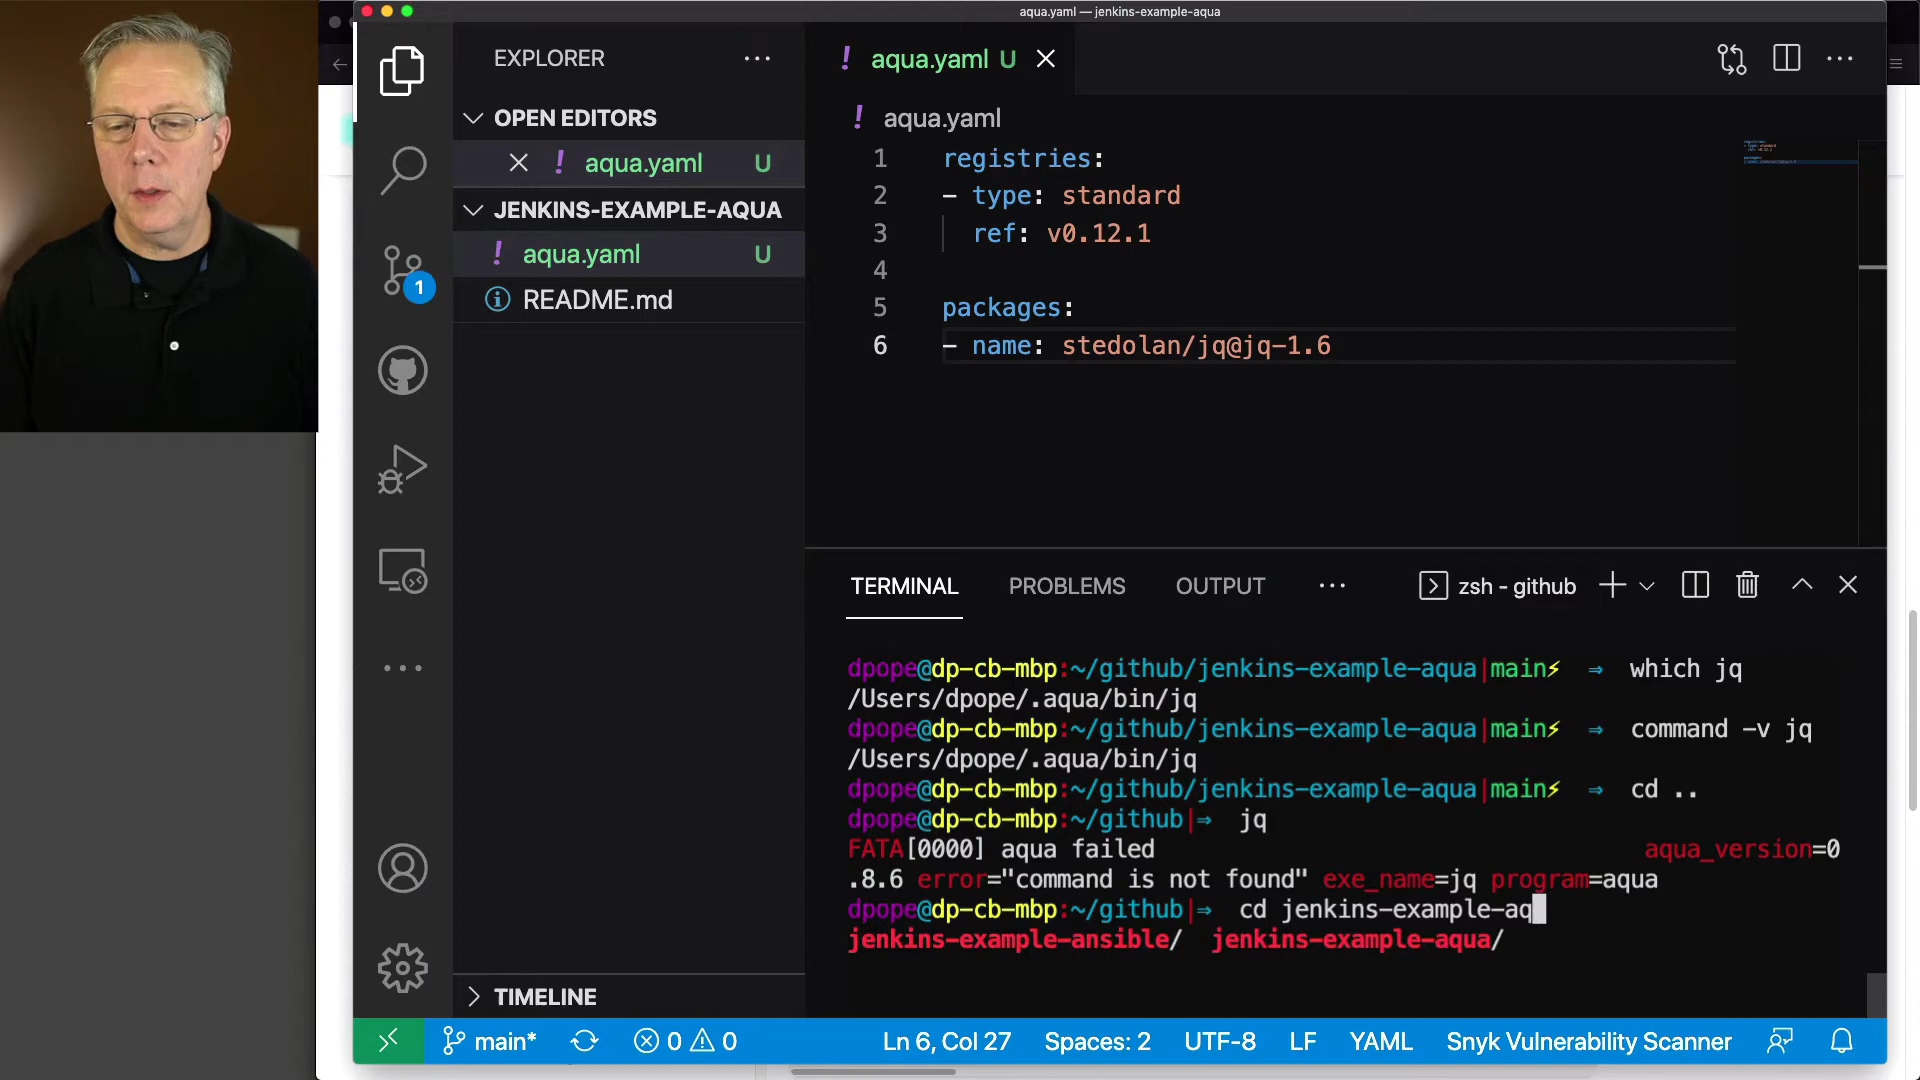 aqua.yaml — jenkins-example-aqua
EXPLORER
OPEN EDITORS
aqua.yaml U
JENKINS-EXAMPLE-AQUA
aqua.yaml U
README.md
TIMELINE
aqua.yaml U
aqua.yaml
1 registries:
2 - type: standard
3 ref: v0.12.1
4
5 packages:
6 - name: stedolan/jq@jq-1.6
TERMINAL PROBLEMS OUTPUT zsh - github
dpope@dp-cb-mbp:~/github/jenkins-example-aqua|main⚡ ⇒ which jq
/Users/dpope/.aqua/bin/jq
dpope@dp-cb-mbp:~/github/jenkins-example-aqua|main⚡ ⇒ command -v jq
/Users/dpope/.aqua/bin/jq
dpope@dp-cb-mbp:~/github/jenkins-example-aqua|main⚡ ⇒ cd ..
dpope@dp-cb-mbp:~/github|⇒ jq
FATA[0000] aqua failed aqua_version=0
.8.6 error="command is not found" exe_name=jq program=aqua
dpope@dp-cb-mbp:~/github|⇒ cd jenkins-example-aq
jenkins-example-ansible/ jenkins-example-aqua/
1
main* 0 0 Ln 6, Col 27 Spaces: 2 UTF-8 LF YAML Snyk Vulnerability Scanner